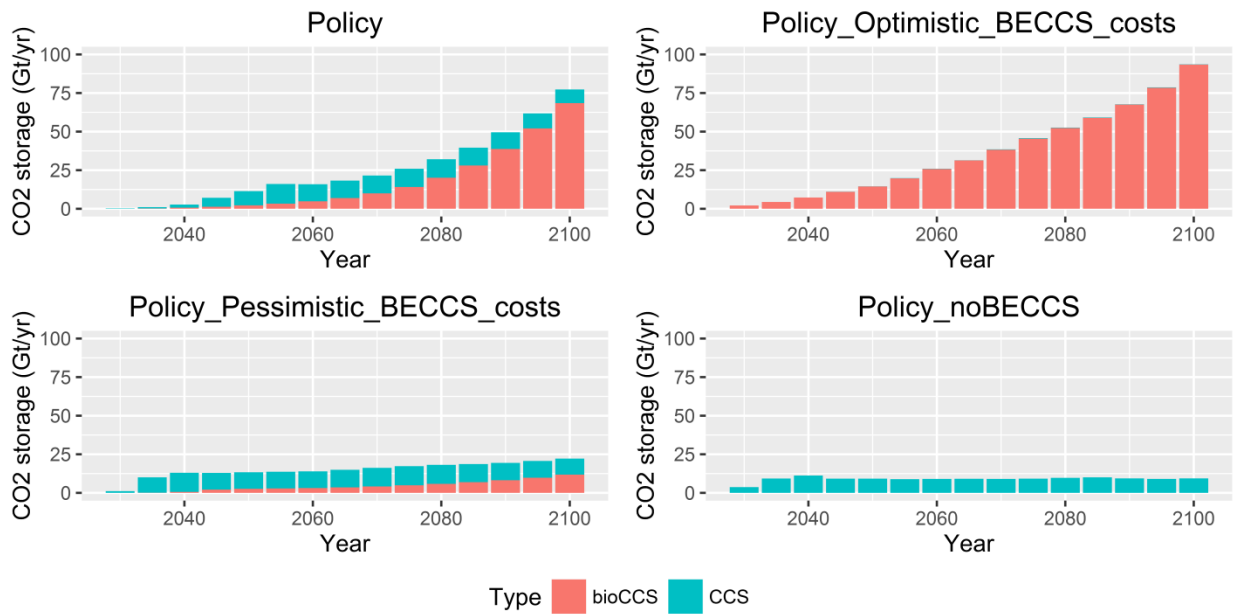 Policy
CO2 storage (Gt/yr)
100
75
50
25
0
2040 2060 2080 2100
Year
Policy_Optimistic_BECCS_costs
CO2 storage (Gt/yr)
100
75
50
25
0
2040 2060 2080 2100
Year
Policy_Pessimistic_BECCS_costs
CO2 storage (Gt/yr)
100
75
50
25
0
2040 2060 2080 2100
Year
Policy_noBECCS
CO2 storage (Gt/yr)
100
75
50
25
0
2040 2060 2080 2100
Year
Type bioCCS CCS